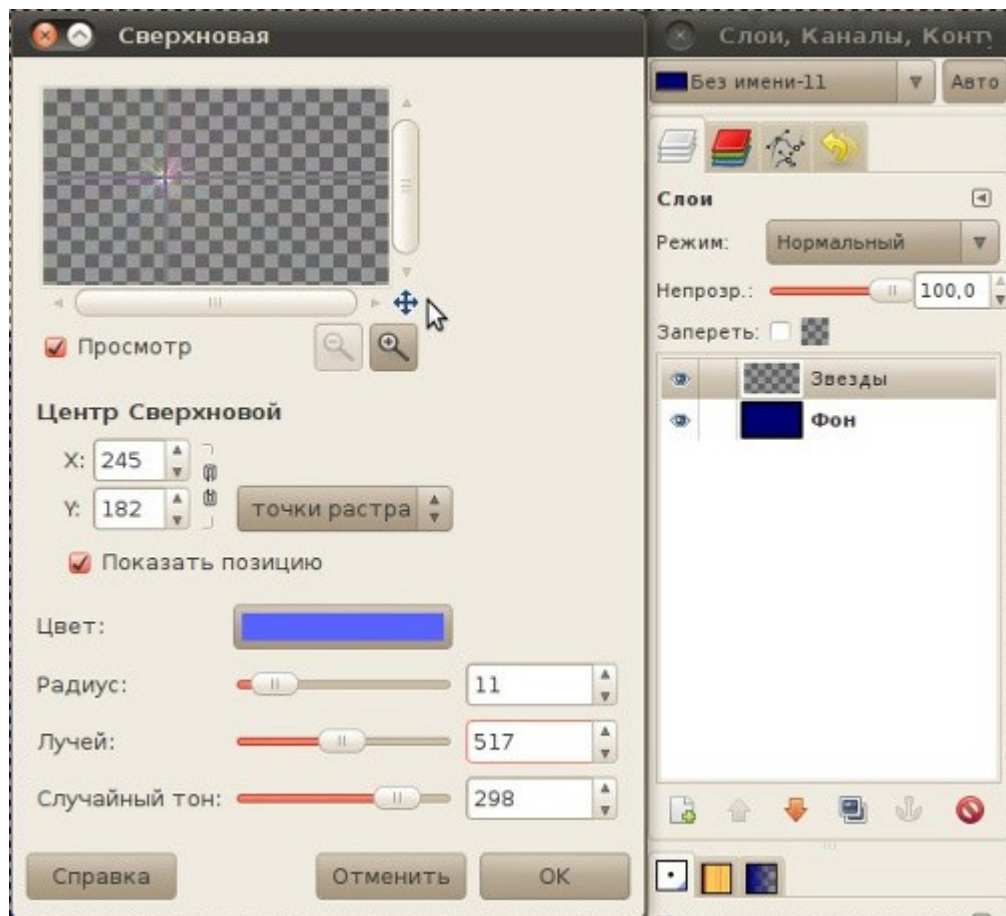 Сверхновая
Просмотр
Центр Сверхновой
X: 245
Y: 182 точки растра
Показать позицию
Цвет:
Радиус: 11
Лучей: 517
Случайный тон: 298
Справка Отменить OK
Слои, Каналы, Конту
Без имени-11 Авто
Слои
Режим: Нормальный
Непрозр.: 100,0
Запереть:
Звезды
Фон